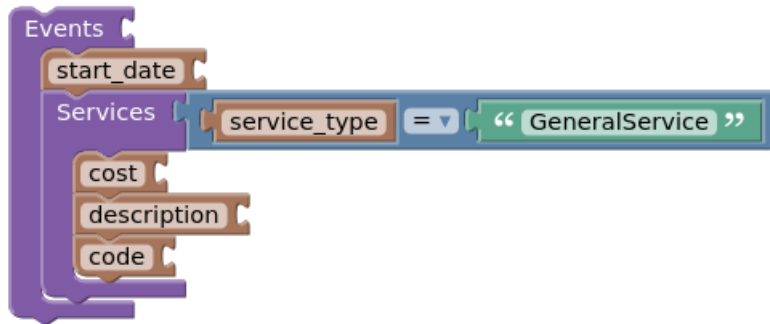 Events
start_date
Services service_type = ▾ “ GeneralService ”
cost
description
code